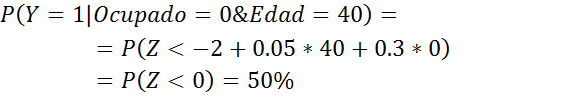 P(Y = 1|Ocupado = 0&Edad = 40) =
= P(Z < −2 + 0.05 * 40 + 0.3 * 0)
= P(Z < 0) = 50%